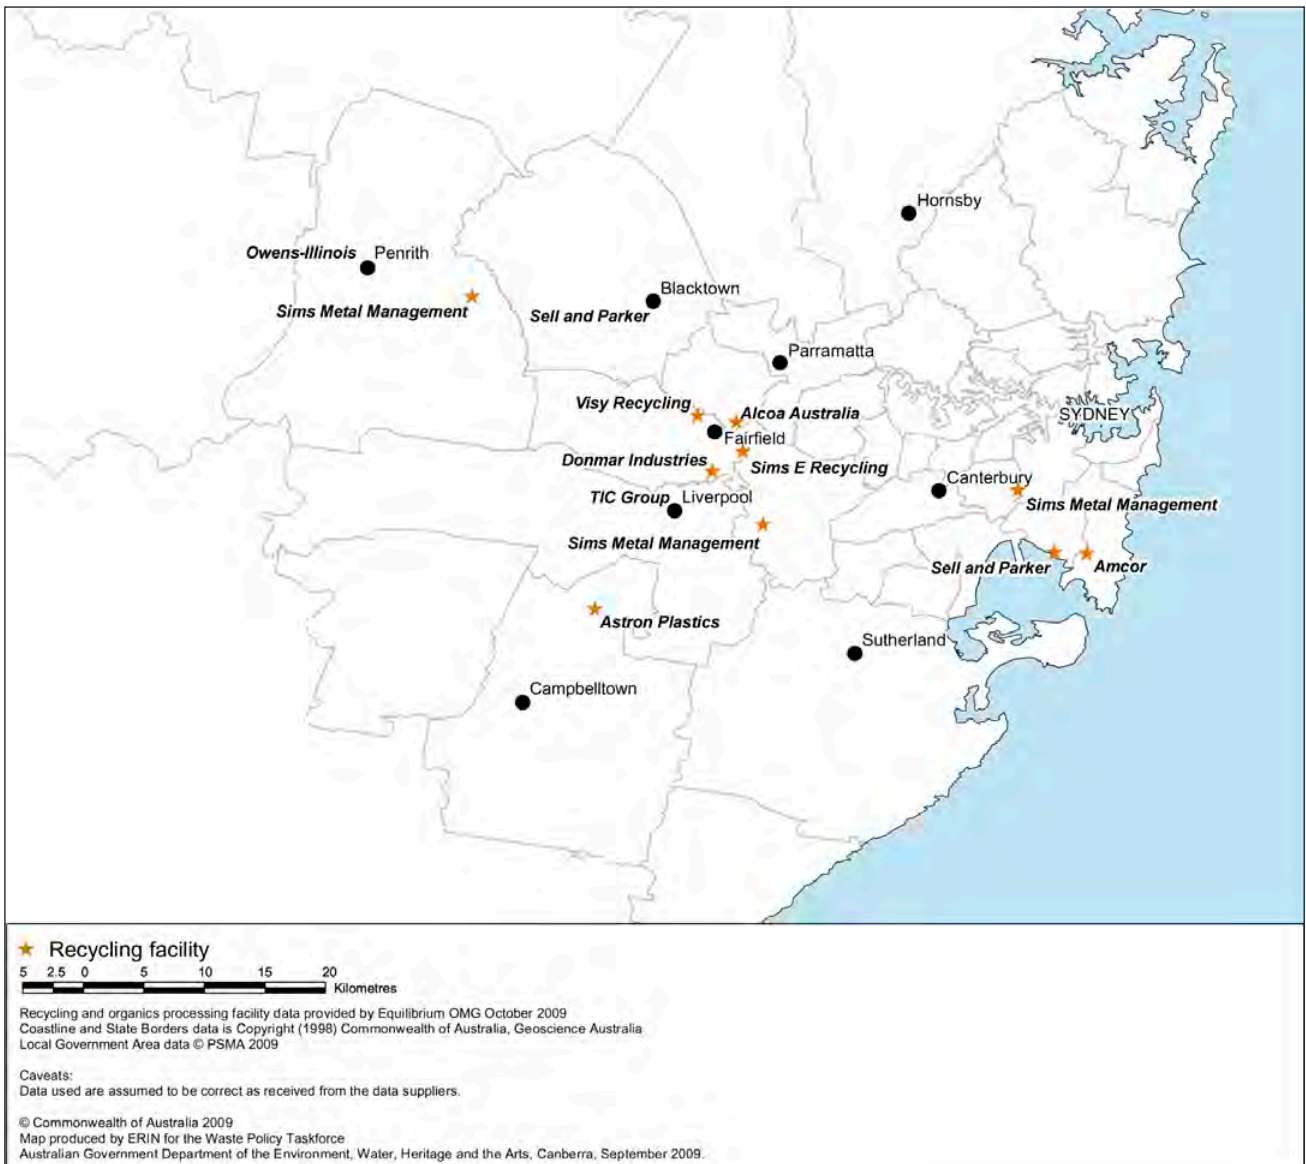 Hornsby
Owens-Illinois Penrith
Sims Metal Management
Blacktown
Sell and Parker
Parramatta
Visy Recycling
Alcoa Australia
SYDNEY
Fairfield
Donmar Industries
Sims E Recycling
Canterbury
TIC Group Liverpool
Sims Metal Management
Sims Metal Management
Sell and Parker
Amcor
Astron Plastics
Sutherland
Campbelltown
Recycling facility
5 2.5 0 5 10 15 20
Kilometres
Recycling and organics processing facility data provided by Equilibrium OMG October 2009
Coastline and State Borders data is Copyright (1998) Commonwealth of Australia, Geoscience Australia
Local Government Area data © PSMA 2009
Caveats:
Data used are assumed to be correct as received from the data suppliers.
© Commonwealth of Australia 2009
Map produced by ERIN for the Waste Policy Taskforce
Australian Government Department of the Environment, Water, Heritage and the Arts, Canberra, September 2009.